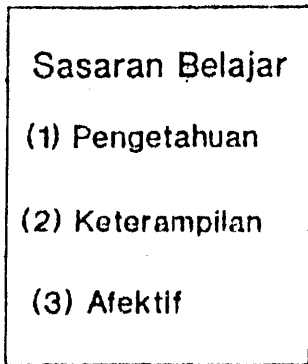 Sasaran Belajar
(1) Pengetahuan
(2) Keterampilan
(3) Afektif